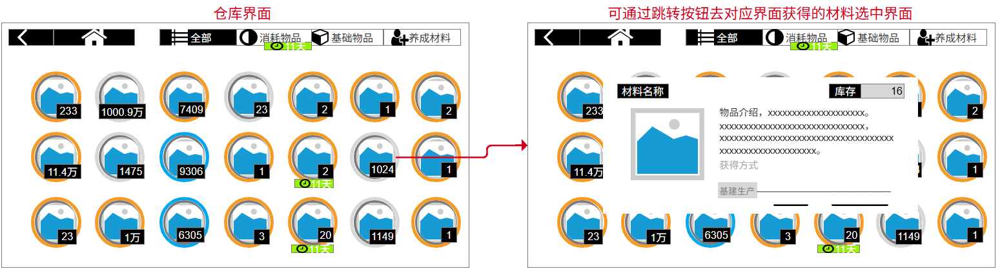 仓库界面
全部
消耗物品
基础物品
养成材料
11天
233
1000.9万
7409
23
2
1
2
11.4万
1475
9306
1
2
1024
1
11天
23
1万
6305
3
20
1149
1
11天
可通过跳转按钮去对应界面获得的材料选中界面
全部
消耗物品
基础物品
养成材料
11天
233
2
材料名称
库存
16
物品介绍，xxxxxxxxxxxxxxxxxxxx。
xxxxxxxxxxxxxxxxxxxxxxxxxxxxxx，
xxxxxxxxxxxxxxxxxxxxxxxxxxxxxxxxxxxx
xxxxxxxxxxxxxxxxxxxx。
获得方式
基建生产
11.4万
1
23
1万
6305
3
20
1149
1
11天